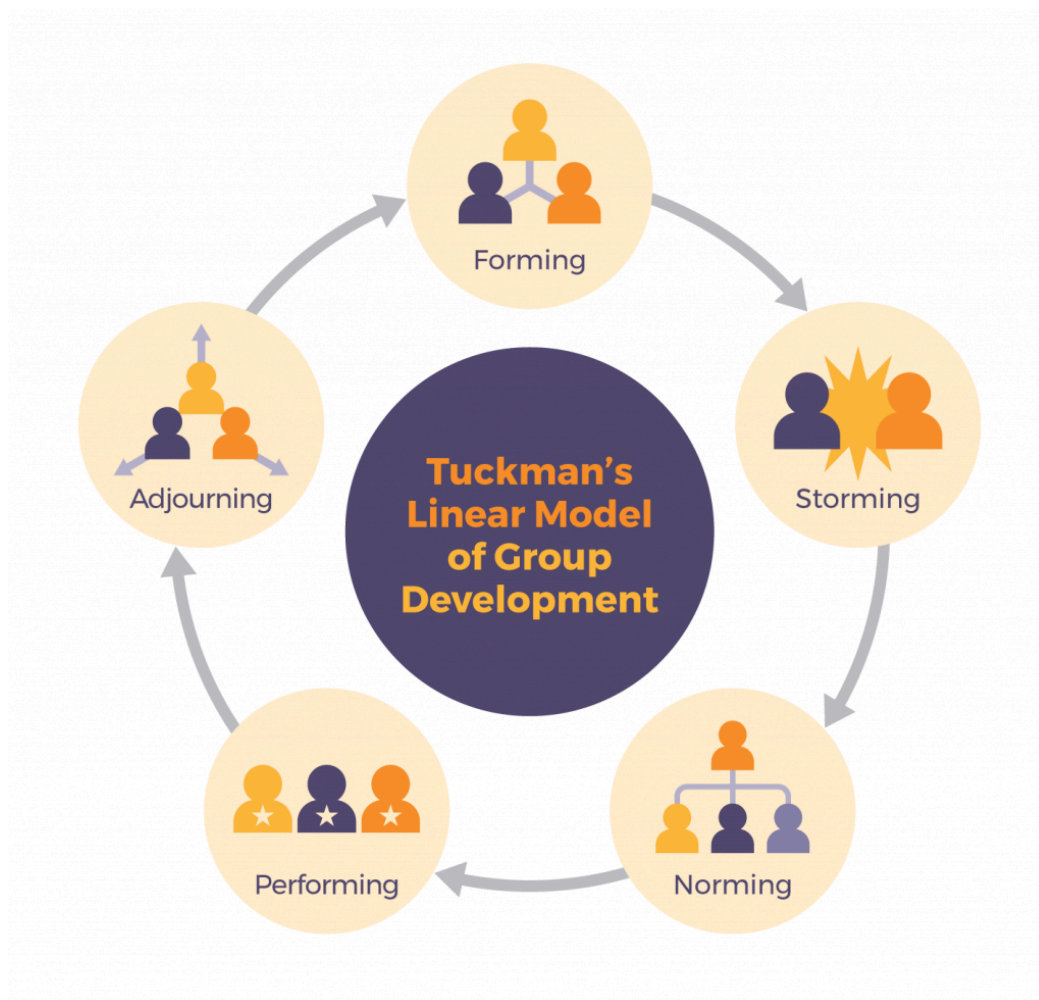 Forming
Storming
Norming
Performing
Adjourning
Tuckman’s
Linear Model
of Group
Development